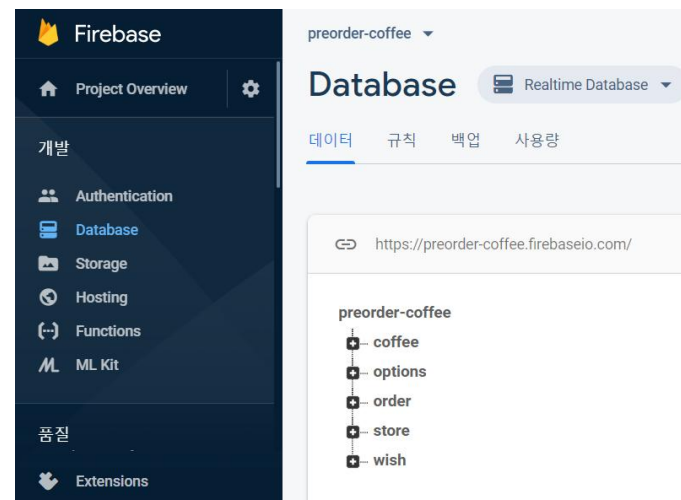 Firebase
Project Overview
개발
Authentication
Database
Storage
Hosting
Functions
ML Kit
품질
Extensions
preorder-coffee
Database
Realtime Database
데이터 규칙 백업 사용량
https://preorder-coffee.firebaseio.com/
preorder-coffee
coffee
options
order
store
wish